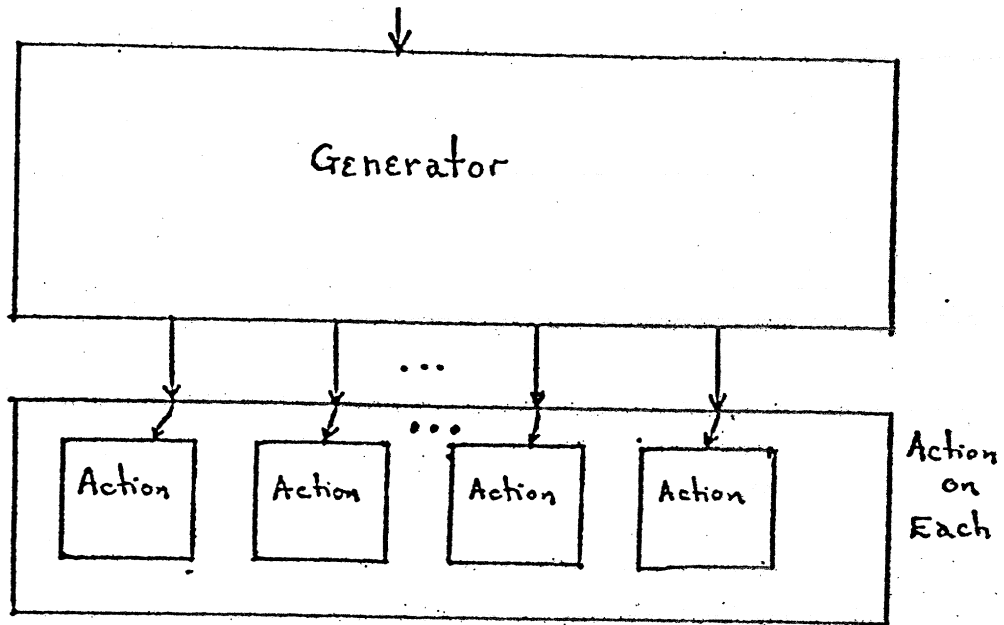 Generator
...
...
Action Action Action Action
Action
on
Each